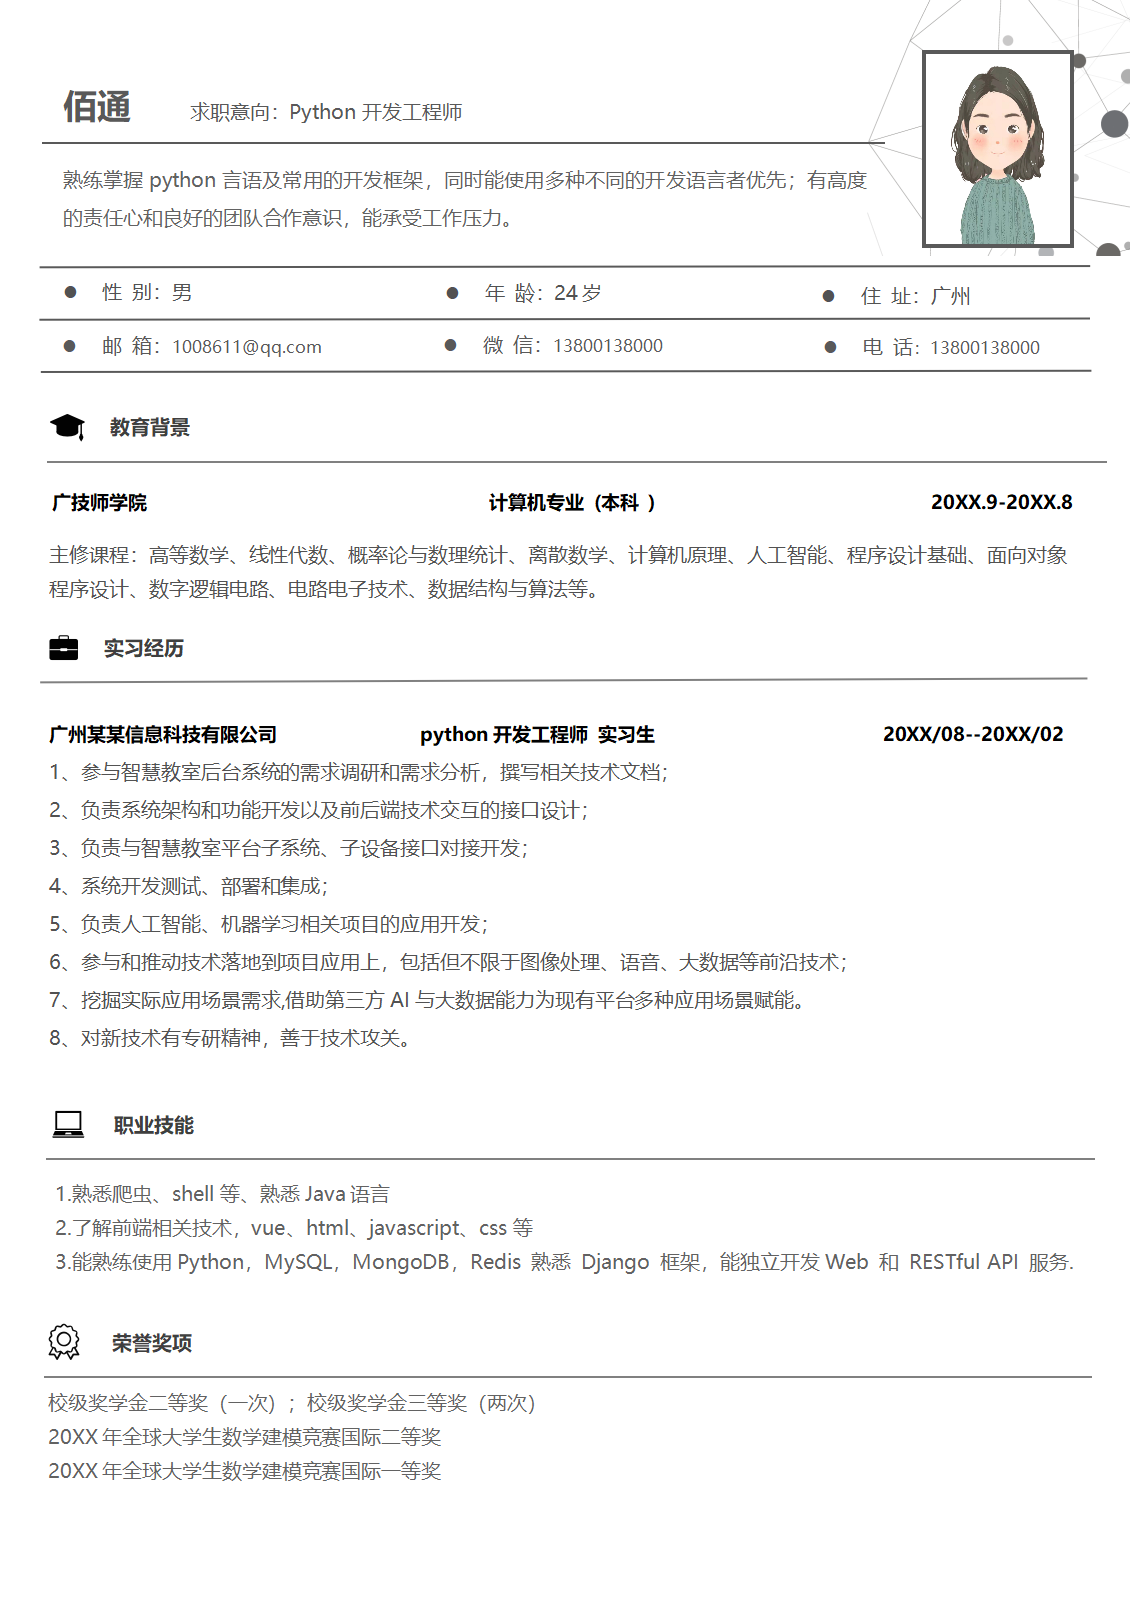 佰通 求职意向：Python 开发工程师
熟练掌握 python 言语及常用的开发框架，同时能使用多种不同的开发语言者优先；有高度
的责任心和良好的团队合作意识，能承受工作压力。
● 性 别：男 ● 年 龄：24 岁 ● 住 址：广州
● 邮 箱：1008611@qq.com ● 微 信：13800138000 ● 电 话：13800138000
教育背景
广技师学院 计算机专业（本科 ） 20XX.9-20XX.8
主修课程：高等数学、线性代数、概率论与数理统计、离散数学、计算机原理、人工智能、程序设计基础、面向对象
程序设计、数字逻辑电路、电路电子技术、数据结构与算法等。
实习经历
广州某某信息科技有限公司 python 开发工程师 实习生 20XX/08--20XX/02
1、参与智慧教室后台系统的需求调研和需求分析，撰写相关技术文档；
2、负责系统架构和功能开发以及前后端技术交互的接口设计；
3、负责与智慧教室平台子系统、子设备接口对接开发；
4、系统开发测试、部署和集成；
5、负责人工智能、机器学习相关项目的应用开发；
6、参与和推动技术落地到项目应用上，包括但不限于图像处理、语音、大数据等前沿技术；
7、挖掘实际应用场景需求,借助第三方 AI 与大数据能力为现有平台多种应用场景赋能。
8、对新技术有专研精神，善于技术攻关。
职业技能
1.熟悉爬虫、shell 等、熟悉 Java 语言
2.了解前端相关技术，vue、html、javascript、css 等
3.能熟练使用 Python，MySQL，MongoDB，Redis 熟悉 Django 框架，能独立开发 Web 和 RESTful API 服务.
荣誉奖项
校级奖学金二等奖（一次）；校级奖学金三等奖（两次）
20XX 年全球大学生数学建模竞赛国际二等奖
20XX 年全球大学生数学建模竞赛国际一等奖